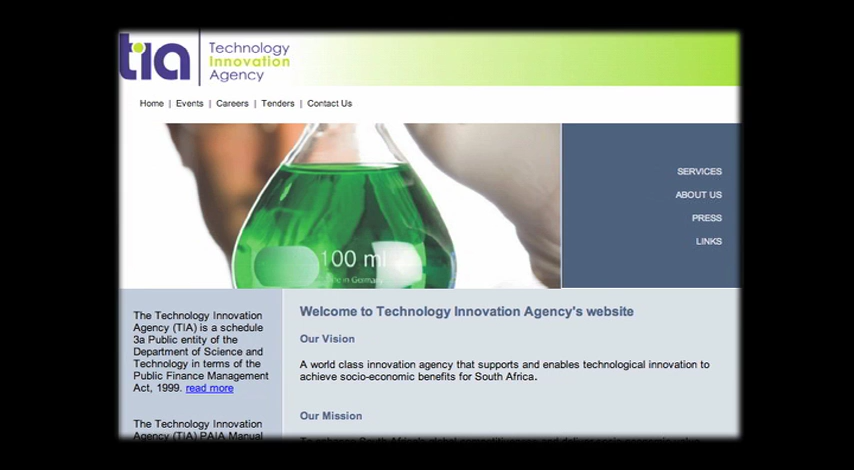 tia
Technology
Innovation
Agency
Home | Events | Careers | Tenders | Contact Us
SERVICES
ABOUT US
PRESS
LINKS
100 ml
in Germany
The Technology Innovation
Agency (TIA) is a schedule
3a Public entity of the
Department of Science and
Technology in terms of the
Public Finance Management
Act, 1999. read more
The Technology Innovation
Agency (TIA) PAIA Manual
Welcome to Technology Innovation Agency's website
Our Vision
A world class innovation agency that supports and enables technological innovation to
achieve socio-economic benefits for South Africa.
Our Mission